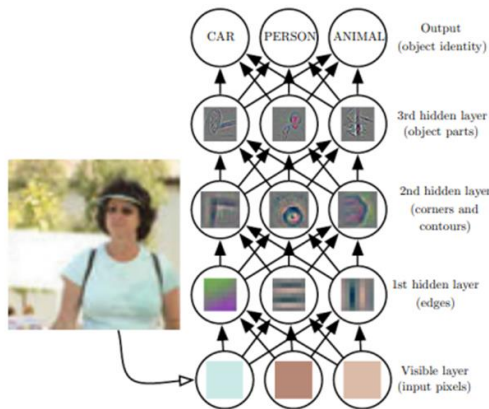 CAR PERSON ANIMAL
Output
(object identity)
3rd hidden layer
(object parts)
2nd hidden layer
(corners and
contours)
1st hidden layer
(edges)
Visible layer
(input pixels)